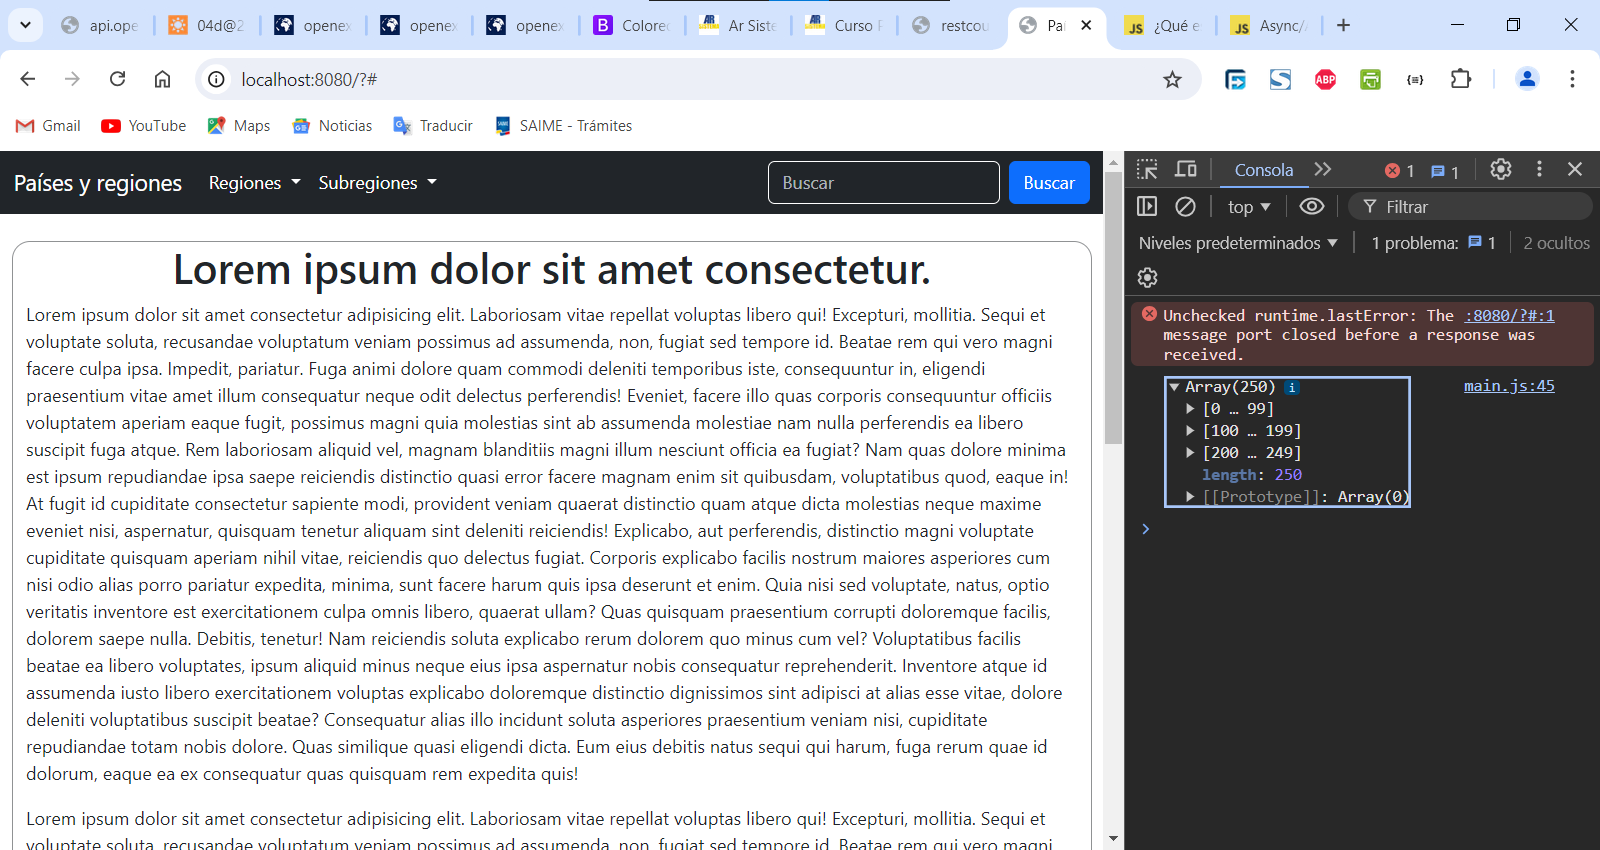 api.ope
04d@2
openex
openex
openex
Colored
Ar Siste
Curso F
restcou
Paí
¿Qué e
Async/
localhost:8080/?#
Gmail
YouTube
Maps
Noticias
Traducir
SAIME - Trámites
Países y regiones
Regiones
Subregiones
Buscar
Buscar
Lorem ipsum dolor sit amet consectetur.
Lorem ipsum dolor sit amet consectetur adipisicing elit. Laboriosam vitae repellat voluptas libero qui! Excepturi, mollitia. Sequi et
voluptate soluta, recusandae voluptatum veniam possimus ad assumenda, non, fugiat sed tempore id. Beatae rem qui vero magni
facere culpa ipsa. Impedit, pariatur. Fuga animi dolore quam commodi deleniti temporibus iste, consequuntur in, eligendi
praesentium vitae amet illum consequatur neque odit delectus perferendis! Eveniet, facere illo quas corporis consequuntur officiis
voluptatem aperiam eaque fugit, possimus magni quia molestias sint ab assumenda molestiae nam nulla perferendis ea libero
suscipit fuga atque. Rem laboriosam aliquid vel, magnam blanditiis magni illum nesciunt officia ea fugiat? Nam quas dolore minima
est ipsum repudiandae ipsa saepe reiciendis distinctio quasi error facere magnam enim sit quibusdam, voluptatibus quod, eaque in!
At fugit id cupiditate consectetur sapiente modi, provident veniam quaerat distinctio quam atque dicta molestias neque maxime
eveniet nisi, aspernatur, quisquam tenetur aliquam sint deleniti reiciendis! Explicabo, aut perferendis, distinctio magni voluptate
cupiditate quisquam aperiam nihil vitae, reiciendis quo delectus fugiat. Corporis explicabo facilis nostrum maiores asperiores cum
nisi odio alias porro pariatur expedita, minima, sunt facere harum quis ipsa deserunt et enim. Quia nisi sed voluptate, natus, optio
veritatis inventore est exercitationem culpa omnis libero, quaerat ullam? Quas quisquam praesentium corrupti doloremque facilis,
dolorem saepe nulla. Debitis, tenetur! Nam reiciendis soluta explicabo rerum dolorem quo minus cum vel? Voluptatibus facilis
beatae ea libero voluptates, ipsum aliquid minus neque eius ipsa aspernatur nobis consequatur reprehenderit. Inventore atque id
assumenda iusto libero exercitationem voluptas explicabo doloremque distinctio dignissimos sint adipisci at alias esse vitae, dolore
deleniti voluptatibus suscipit beatae? Consequatur alias illo incidunt soluta asperiores praesentium veniam nisi, cupiditate
repudiandae totam nobis dolore. Quas similique quasi eligendi dicta. Eum eius debitis natus sequi qui harum, fuga rerum quae id
dolorum, eaque ea ex consequatur quas quisquam rem expedita quis!
Lorem ipsum dolor sit amet consectetur adipisicing elit. Laboriosam vitae repellat voluptas libero qui! Excepturi, mollitia. Sequi et
voluptate soluta, recusandae voluptatum veniam possimus ad assumenda, non, fugiat sed tempore id. Beatae rem qui vero magni
Consola
1
1
top
Filtrar
Niveles predeterminados
1 problema: 1
2 ocultos
Unchecked runtime.lastError: The :8080/?#:1
message port closed before a response was
received.
Array(250) i main.js:45
[0 … 99]
[100 … 199]
[200 … 249]
length: 250
[[Prototype]]: Array(0)